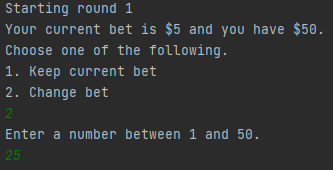 Starting round 1
Your current bet is $5 and you have $50.
Choose one of the following.
1. Keep current bet
2. Change bet
2
Enter a number between 1 and 50.
25